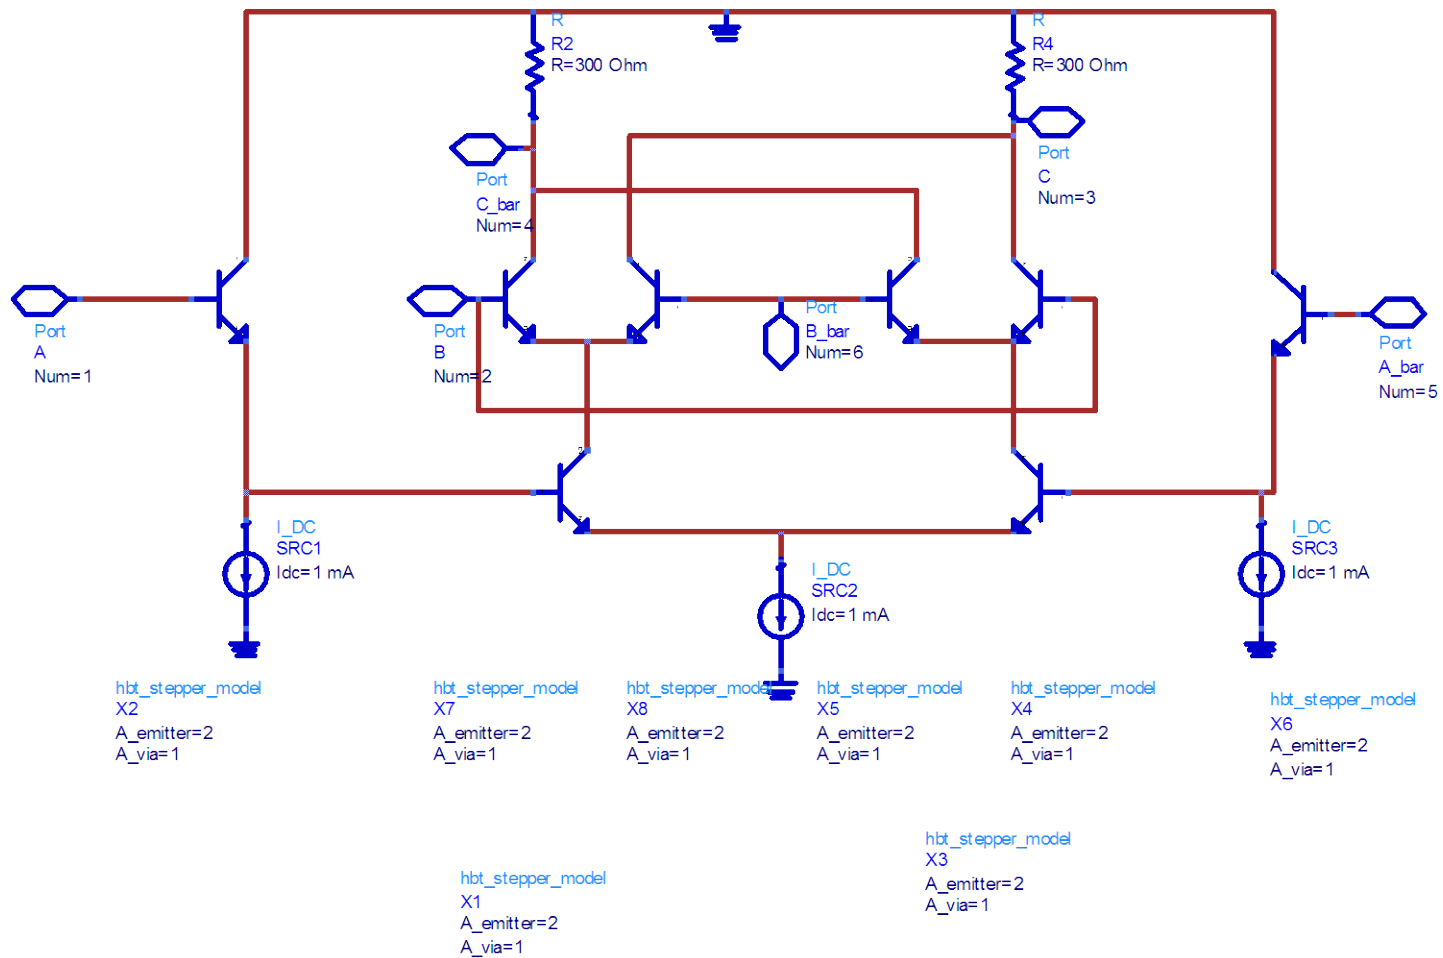 R
R2
R=300 Ohm
R
R4
R=300 Ohm
Port
C_bar
Num=4
Port
C
Num=3
Port
A
Num=1
Port
B
Num=2
Port
B_bar
Num=6
Port
A_bar
Num=5
I_DC
SRC1
Idc=1 mA
I_DC
SRC2
Idc=1 mA
I_DC
SRC3
Idc=1 mA
hbt_stepper_model
X2
A_emitter=2
A_via=1
hbt_stepper_model
X7
A_emitter=2
A_via=1
hbt_stepper_model
X8
A_emitter=2
A_via=1
hbt_stepper_model
X5
A_emitter=2
A_via=1
hbt_stepper_model
X4
A_emitter=2
A_via=1
hbt_stepper_model
X6
A_emitter=2
A_via=1
hbt_stepper_model
X3
A_emitter=2
A_via=1
hbt_stepper_model
X1
A_emitter=2
A_via=1